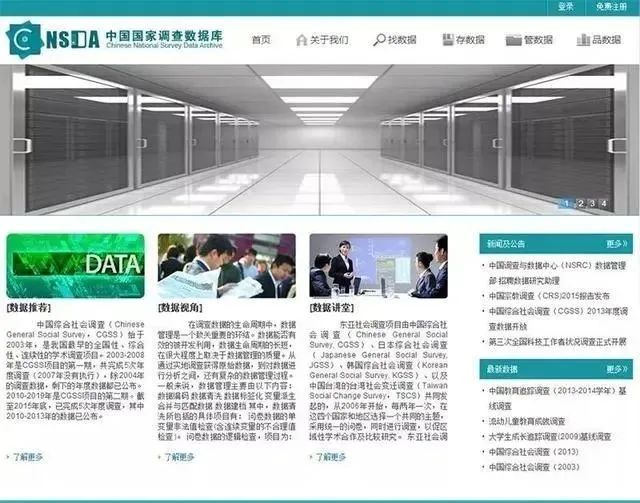 登录 免费注册
CNSDA 中国国家调查数据库
Chinese National Survey Data Archive
首页 关于我们 找数据 存数据 管数据 品数据
1 2 3 4
DATA
[数据推荐]
中国综合社会调查(Chinese
General Social Survey, CGSS)始于
2003年，是我国最早的全国性、综合
性、连续性的学术调查项目。2003-2008
年是CGSS项目的第一期，共完成5次年
度调查（2007年没有执行），除2004年
的调查数据，剩下的年度数据都已公布。
2010-2019年是CGSS项目的第二期。截
至2015年底，已完成5次年度调查，其中
2010-2013年的数据已公布。
了解更多
[数据视角]
在调查数据的生命周期中，数据
管理是一个致关重要的环结。数据能否有
效的被开发利用，数据生命周期的长短，
在很大程度上取决于数据管理的质量。从
通过实地调查获得原始数据，到对数据进
行分析之间，还有复杂的数据管理过程。
一般来说，数据管理主要由以下内容：
数据编码 数据清洗 数据标签化 变量派生
合并与匹配数据 数据建档 其中，数据清
洗所包括的具体项目有： 问卷数据的单
变量非法值检查(含连续变量的不合理值
检查)。 问卷数据的逻辑检查，项目为：
了解更多
[数据讲堂]
东亚社会调查项目由中国综合社
会调查（Chinese General Social
Survey, CGSS）、日本综合社会调查
（Japanese General Social Survey,
JGSS）、韩国综合社会调查（Korean
General Social Survey, KGSS）、以及
中国台湾的台湾社会变迁调查（Taiwan
Social Change Survey, TSCS）共同发
起的，从2006年开始，每两年一次，在
这四个国家和地区选择一个共同的主题，
采用统一的问卷，同时进行调查，以促区
域性学术合作及比较研究。 东亚社会调
了解更多
新闻及公告 更多»
中国调查与数据中心（NSRC）数据管理
部 招聘数据研究助理
中国宗教调查（CRS)2015报告发布
中国综合社会调查（CGSS）2013年度调
查数据开放
第三次全国科技工作者状况调查正式开展
最新数据 更多»
中国教育追踪调查（2013-2014学年）基
线调查
流动儿童教育成就调查
大学生成长追踪调查(2009)基线调查
中国综合社会调查（2013）
中国综合社会调查（2003）